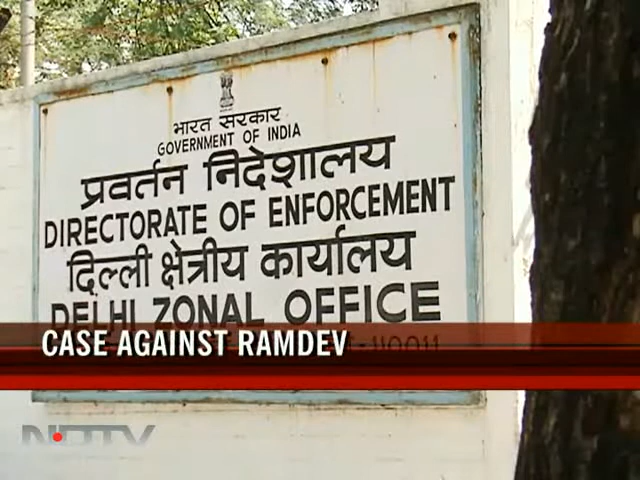 भारत सरकार
GOVERNMENT OF INDIA
प्रवर्तन निदेशालय
DIRECTORATE OF ENFORCEMENT
दिल्ली क्षेत्रीय कार्यालय
DELHI ZONAL OFFICE
CASE AGAINST RAMDEV
NDTV